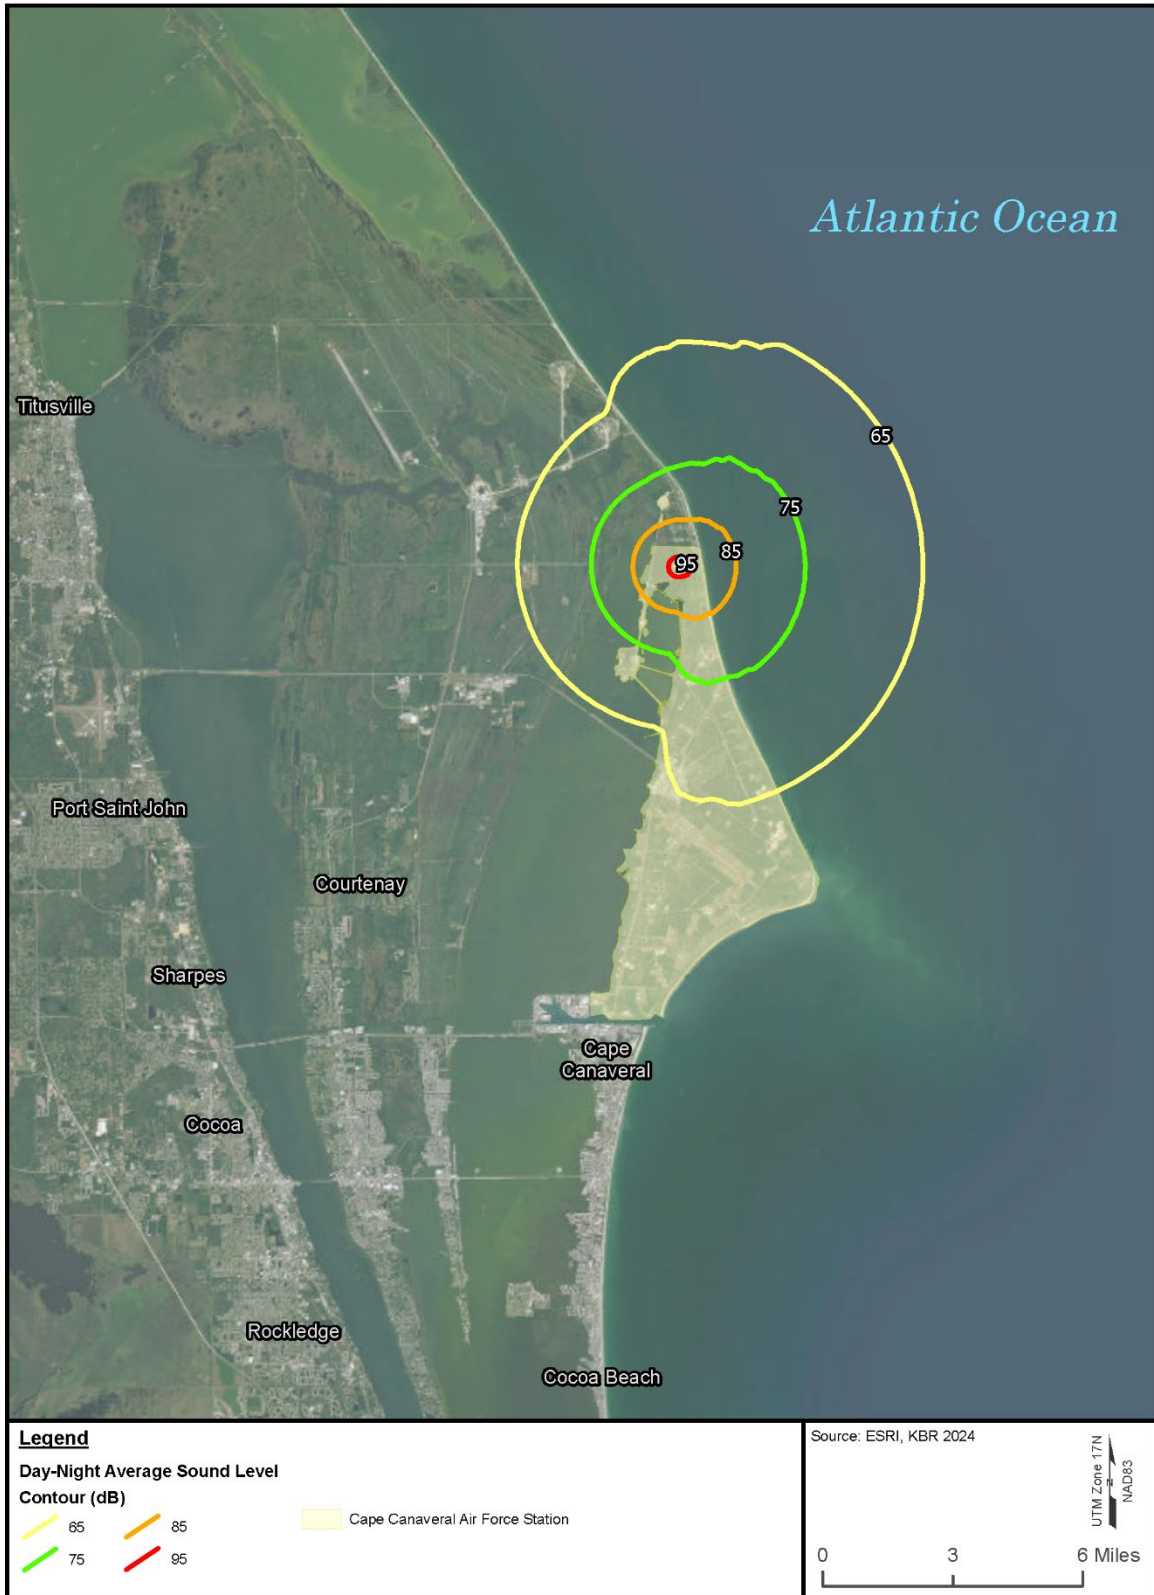 Atlantic Ocean
Titusville
65
75
85
95
Port Saint John
Courtenay
Sharpes
Cape
Canaveral
Cocoa
Rockledge
Cocoa Beach
Legend
Day-Night Average Sound Level
Contour (dB)
65
85
75
95
Cape Canaveral Air Force Station
Source: ESRI, KBR 2024
UTM Zone 17N
N
NAD83
0 3 6 Miles